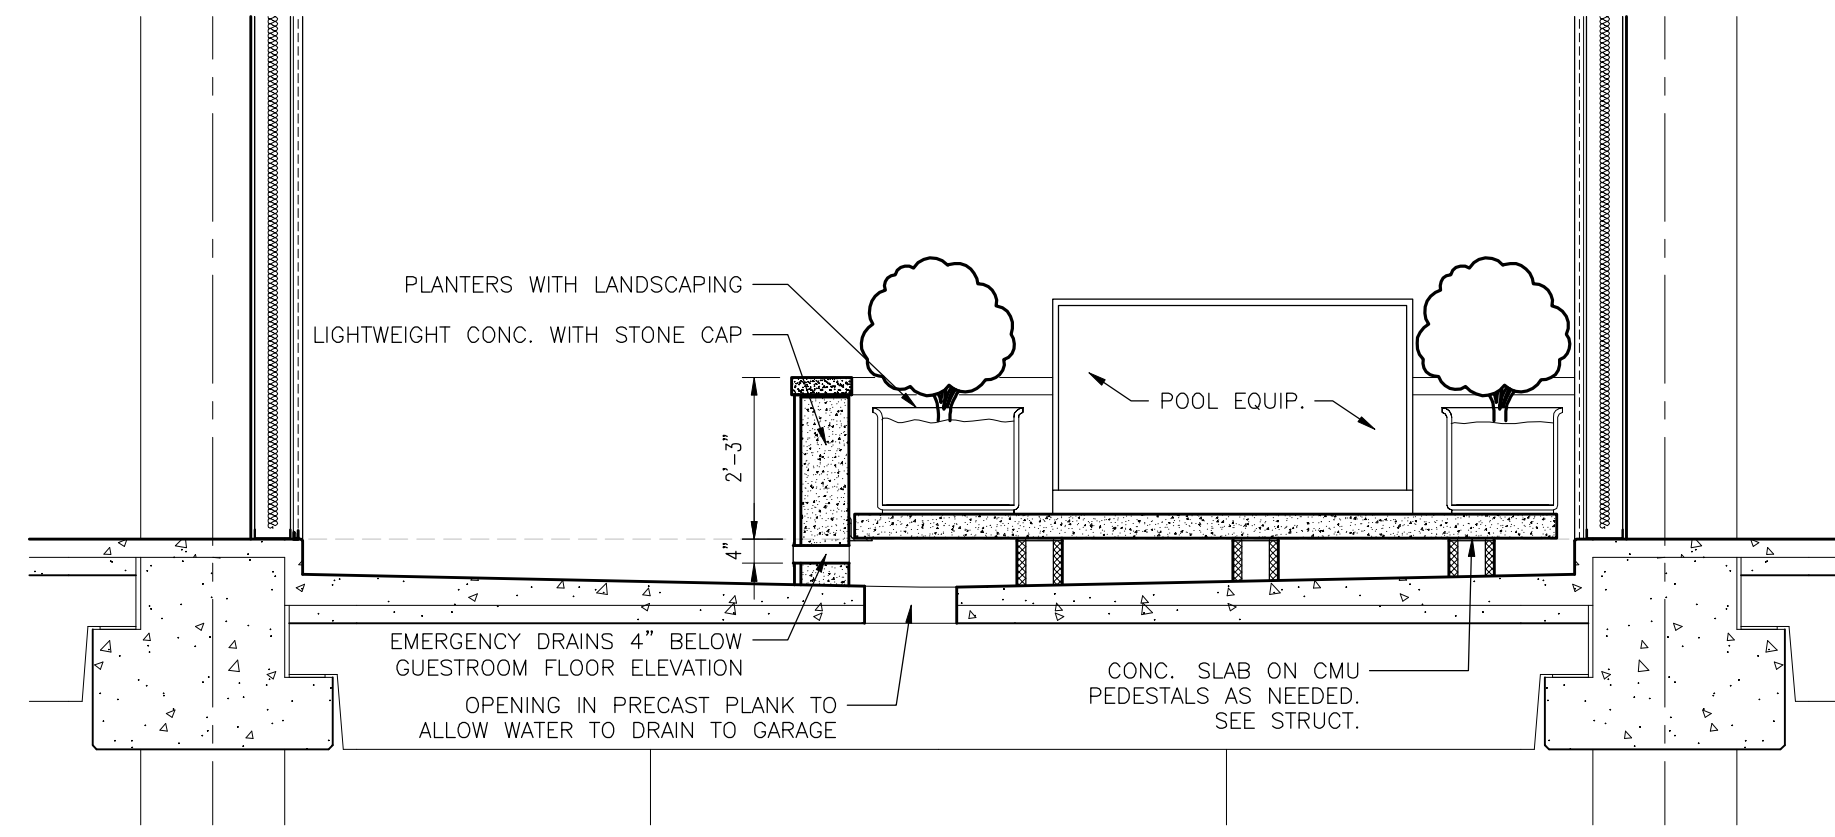 PLANTERS WITH LANDSCAPING
LIGHTWEIGHT CONC. WITH STONE CAP
POOL EQUIP.
2'-3"
4"
EMERGENCY DRAINS 4" BELOW
GUESTROOM FLOOR ELEVATION
OPENING IN PRECAST PLANK TO
ALLOW WATER TO DRAIN TO GARAGE
CONC. SLAB ON CMU
PEDESTALS AS NEEDED.
SEE STRUCT.